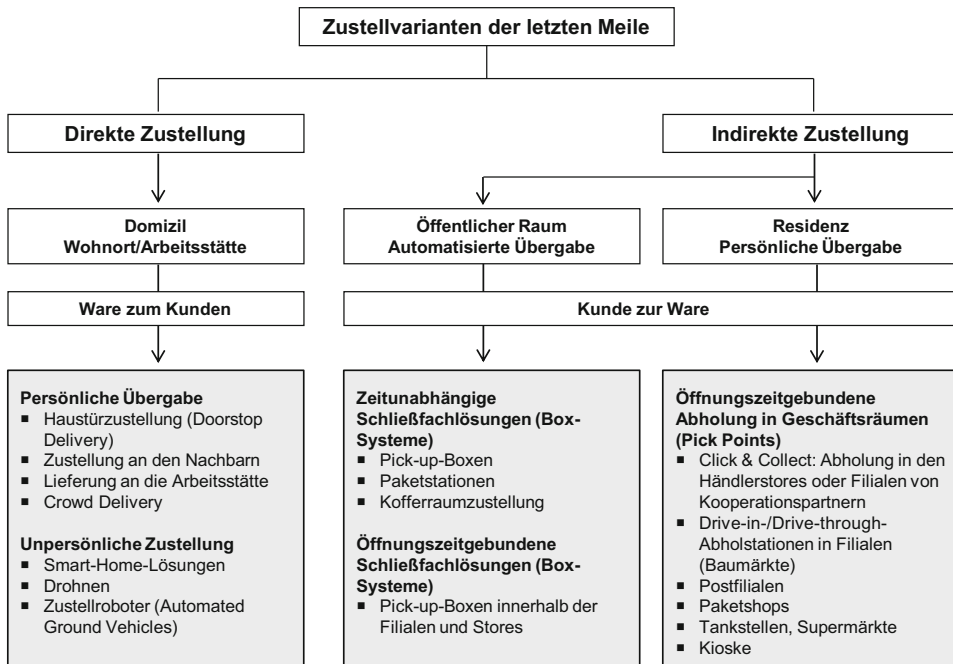 Zustellvarianten der letzten Meile
Direkte Zustellung
Indirekte Zustellung
Domizil
Wohnort/Arbeitsstätte
Öffentlicher Raum
Automatisierte Übergabe
Residenz
Persönliche Übergabe
Ware zum Kunden
Kunde zur Ware
Persönliche Übergabe
▪ Haustürzustellung (Doorstop
Delivery)
▪ Zustellung an den Nachbarn
▪ Lieferung an die Arbeitsstätte
▪ Crowd Delivery
Unpersönliche Zustellung
▪ Smart-Home-Lösungen
▪ Drohnen
▪ Zustellroboter (Automated
Ground Vehicles)
Zeitunabhängige
Schließfachlösungen (Box-
Systeme)
▪ Pick-up-Boxen
▪ Paketstationen
▪ Kofferraumzustellung
Öffnungszeitgebundene
Schließfachlösungen (Box-
Systeme)
▪ Pick-up-Boxen innerhalb der
Filialen und Stores
Öffnungszeitgebundene
Abholung in Geschäftsräumen
(Pick Points)
▪ Click & Collect: Abholung in den
Händlerstores oder Filialen von
Kooperationspartnern
▪ Drive-in-/Drive-through-
Abholstationen in Filialen
(Baumärkte)
▪ Postfilialen
▪ Paketshops
▪ Tankstellen, Supermärkte
▪ Kioske